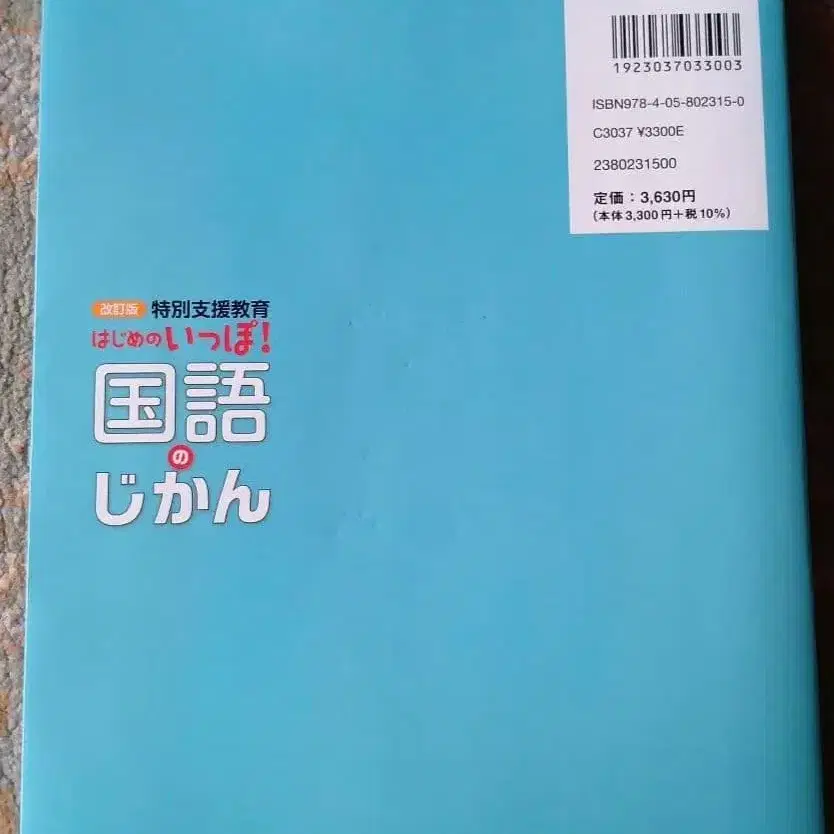 1923037033003
ISBN978-4-05-802315-0
C3037 ¥3300E
2380231500
定価：3,630円
(本体3,300円＋税10%)
改訂版 特別支援教育
はじめのいっぽ！
国語
の
じかん